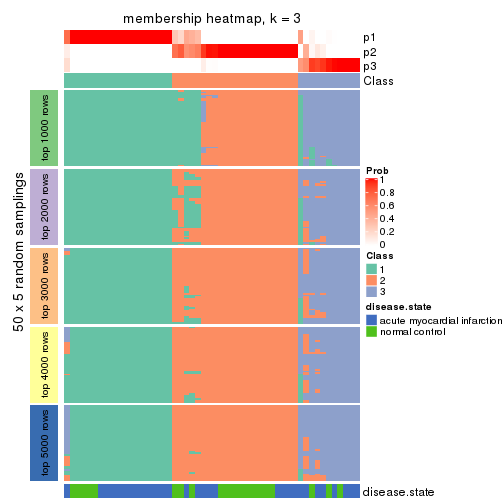 membership heatmap, k = 3
p1
p2
p3
Class
50 x 5 random samplings
top 1000 rows
top 2000 rows
top 3000 rows
top 4000 rows
top 5000 rows
disease.state
Prob
1
0.8
0.6
0.4
0.2
0
Class
1
2
3
disease.state
acute myocardial infarction
normal control